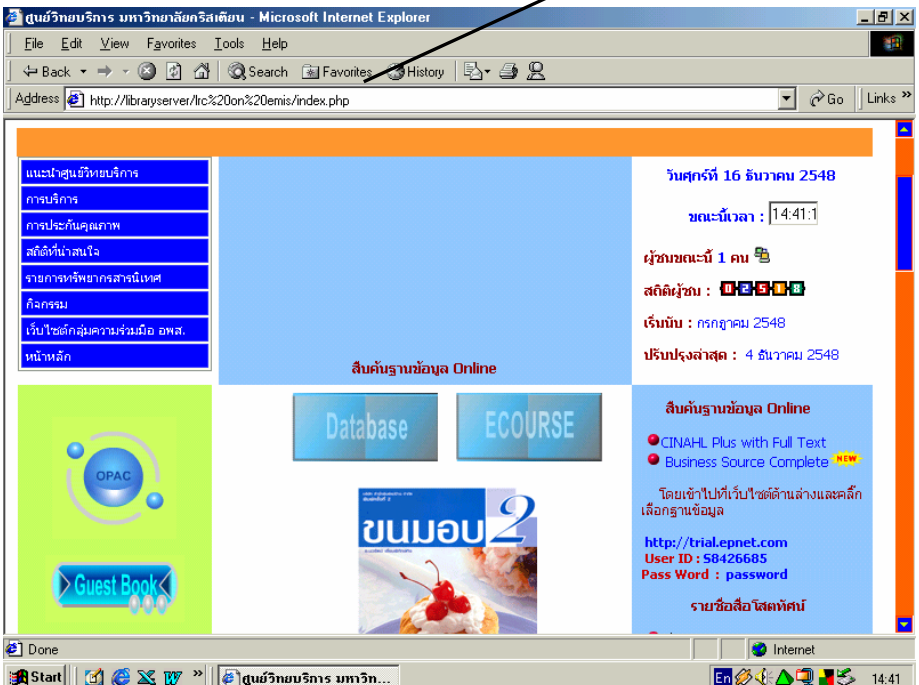 ศูนย์วิทยบริการ มหาวิทยาลัยคริสเตียน - Microsoft Internet Explorer
File Edit View Favorites Tools Help
Back Search Favorites History
Address http://libraryserver/lrc%20on%20emis/index.php Go Links »
แนะนำศูนย์วิทยบริการ
การบริการ
การประกันคุณภาพ
สถิติที่น่าสนใจ
รายการทรัพยากรสารนิเทศ
กิจกรรม
เว็บไซต์กลุ่มความร่วมมือ อพส.
หน้าหลัก
สืบค้นฐานข้อมูล Online
วันศุกร์ที่ 16 ธันวาคม 2548
ขณะนี้เวลา : 14:41:1
ผู้ชมขณะนี้ 1 คน
สถิติผู้ชม : 0 2 5 1 8
เริ่มนับ : กรกฎาคม 2548
ปรับปรุงล่าสุด : 4 ธันวาคม 2548
OPAC
Guest Book
Database ECOURSE
ขนมอบ 2
สืบค้นฐานข้อมูล Online
CINAHL Plus with Full Text
Business Source Complete NEW
โดยเข้าไปที่เว็บไซต์ด้านล่างและคลิ๊ก
เลือกฐานข้อมูล
http://trial.epnet.com
User ID : S8426685
Pass Word : password
รายชื่อสื่อโสตทัศน์
Done Internet
Start » ศูนย์วิทยบริการ มหาวิท... En 14:41